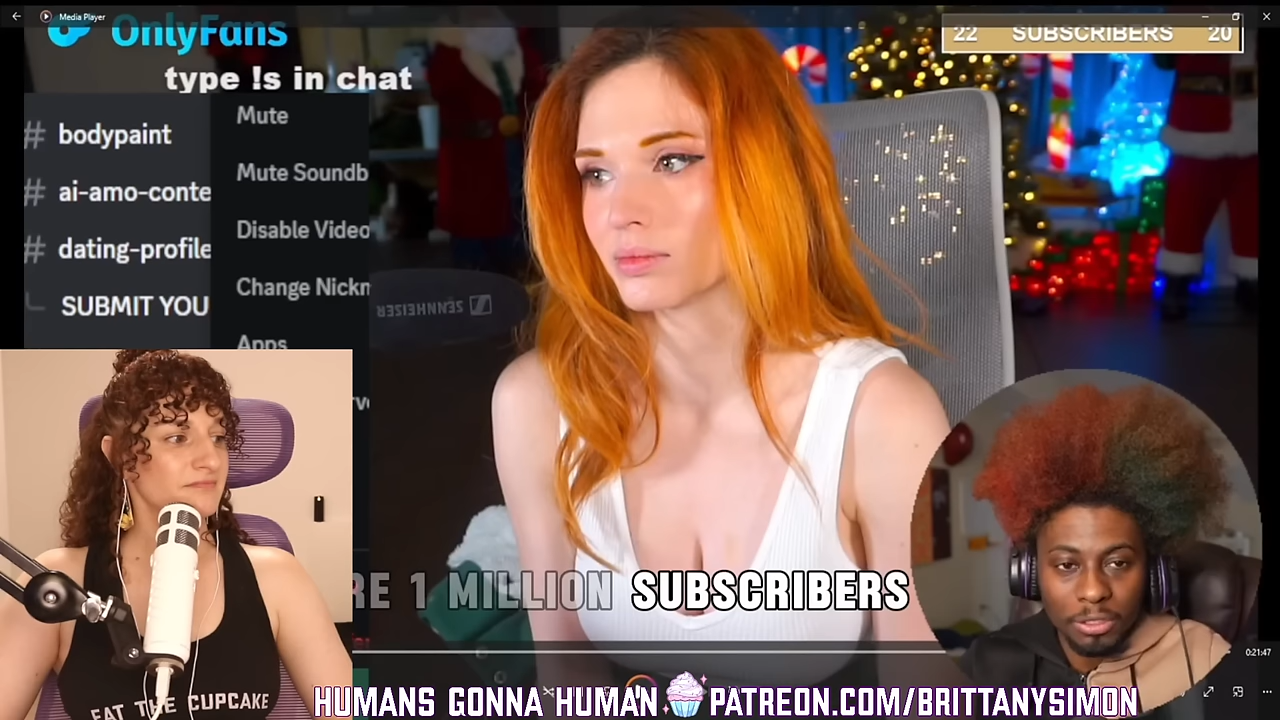 Media Player
OnlyFans
22 SUBSCRIBERS 20
type !s in chat
# bodypaint
# ai-amo-conte
# dating-profile
SUBMIT YOU
Mute
Mute Soundb
Disable Video
Change Nickn
Apps
SENNHEISER
RE 1 MILLION SUBSCRIBERS
0:21:47
EAT THE CUPCAKE
HUMANS GONNA HUMAN PATREON.COM/BRITTANYSIMON